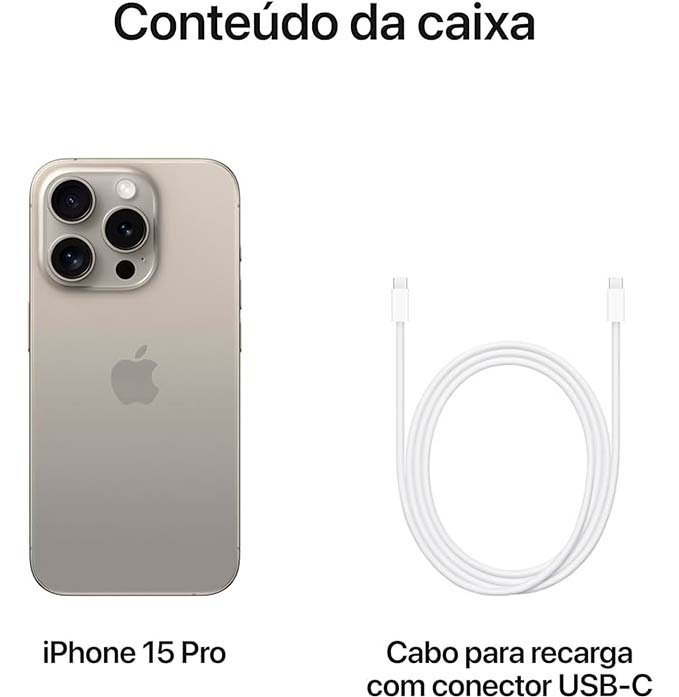 Conteúdo da caixa
iPhone 15 Pro
Cabo para recarga
com conector USB-C